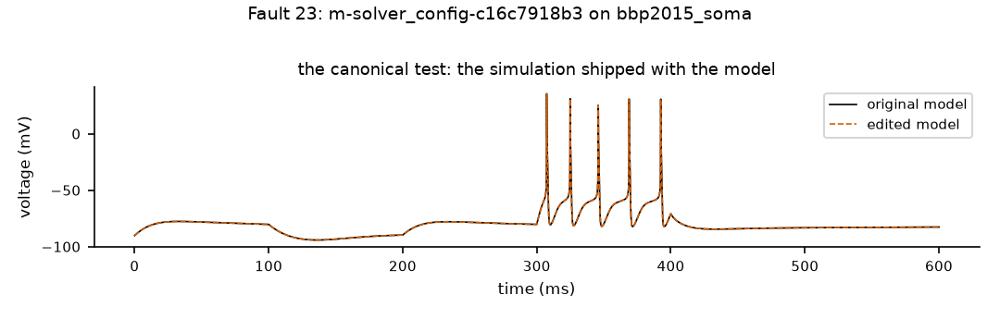 Fault 23: m-solver_config-c16c7918b3 on bbp2015_soma
the canonical test: the simulation shipped with the model
original model
edited model
voltage (mV)
0
−50
−100
0
100
200
300
400
500
600
time (ms)